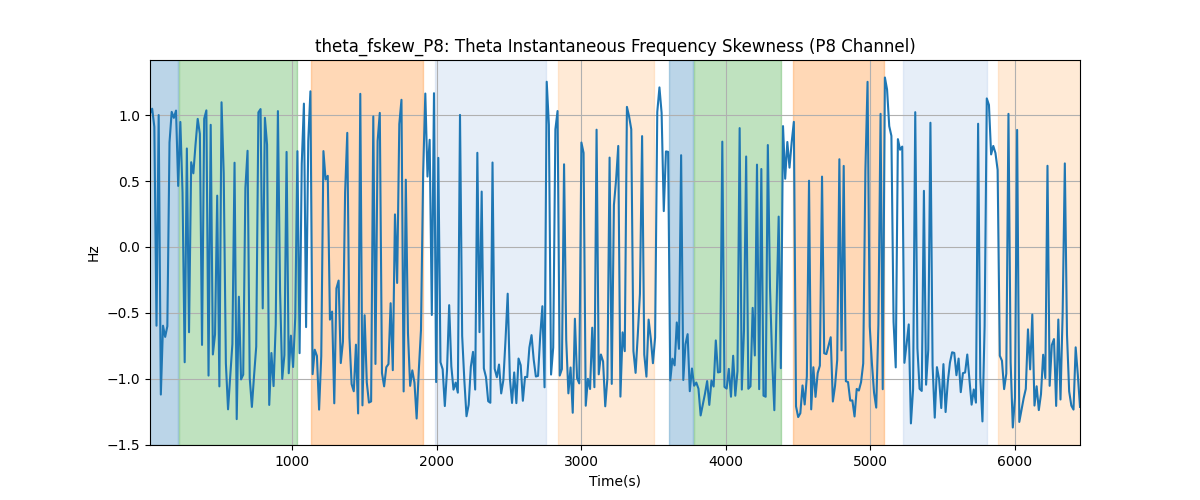 theta_fskew_P8: Theta Instantaneous Frequency Skewness (P8 Channel)
1.0
0.5
0.0
−0.5
−1.0
−1.5
Hz
1000 2000 3000 4000 5000 6000
Time(s)